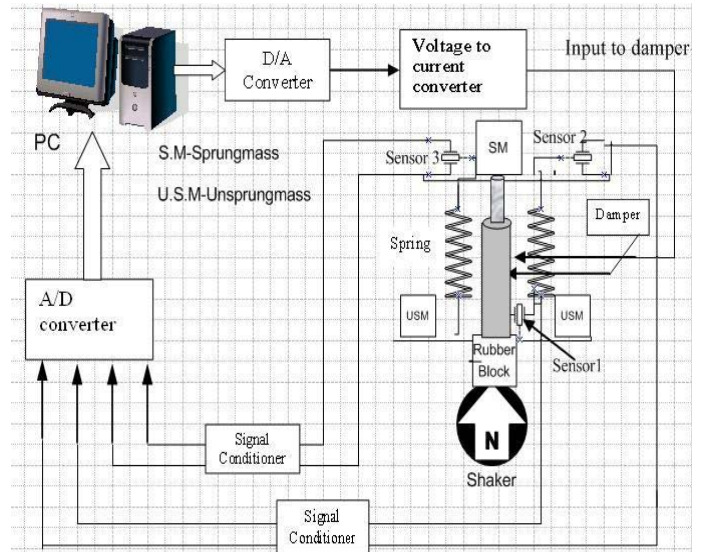 D/A
Converter
Voltage to
current
converter
Input to damper
PC
S.M-Sprungmass
U.S.M-Unsprungmass
Sensor 3
SM
Sensor 2
Damper
Spring
A/D
converter
USM
USM
Rubber
Block
Sensor1
N
Shaker
Signal
Conditioner
Signal
Conditioner